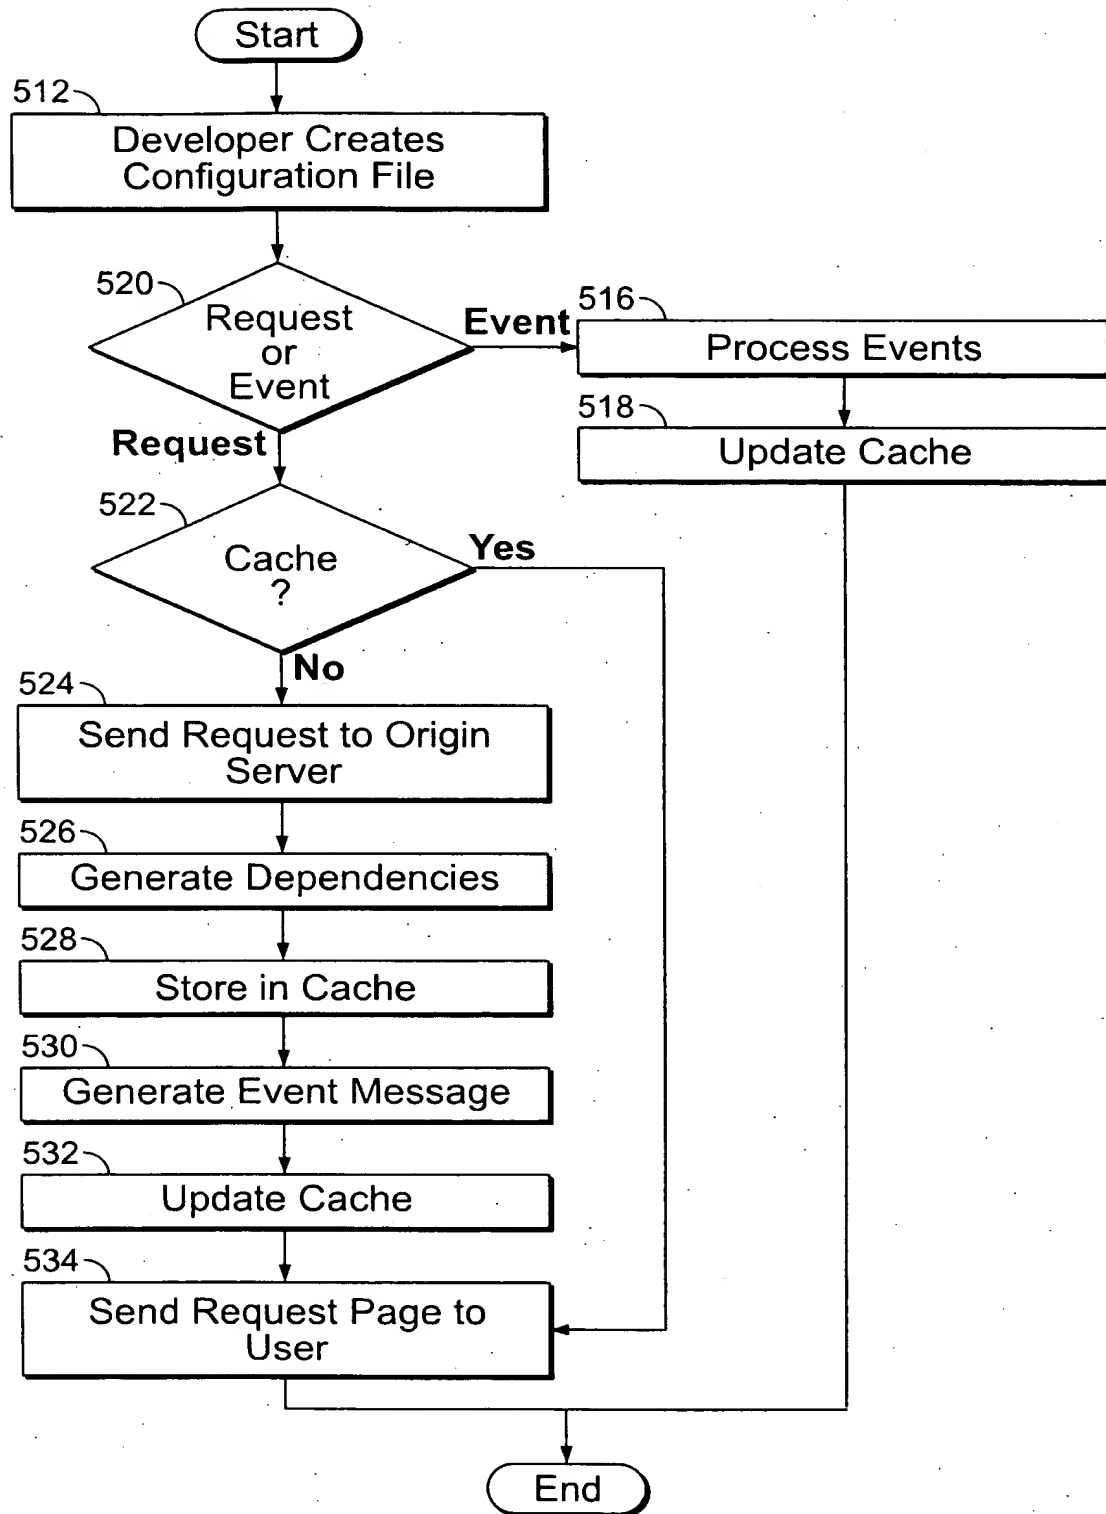 Start
512
Developer Creates
Configuration File
520
Request
or
Event
Event
516
Process Events
518
Update Cache
Request
522
Cache
?
Yes
No
524
Send Request to Origin
Server
526
Generate Dependencies
528
Store in Cache
530
Generate Event Message
532
Update Cache
534
Send Request Page to
User
End